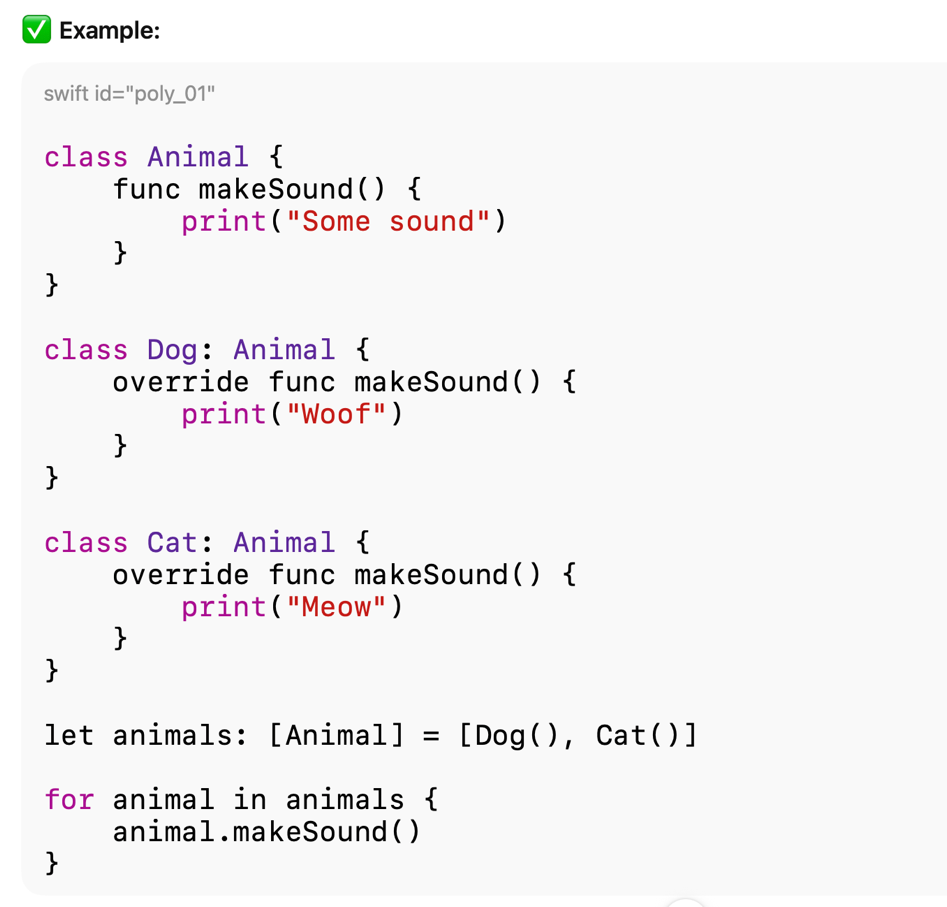 ✅ Example:
swift id="poly_01"
class Animal {
    func makeSound() {
        print("Some sound")
    }
}
class Dog: Animal {
    override func makeSound() {
        print("Woof")
    }
}
class Cat: Animal {
    override func makeSound() {
        print("Meow")
    }
}
let animals: [Animal] = [Dog(), Cat()]
for animal in animals {
    animal.makeSound()
}